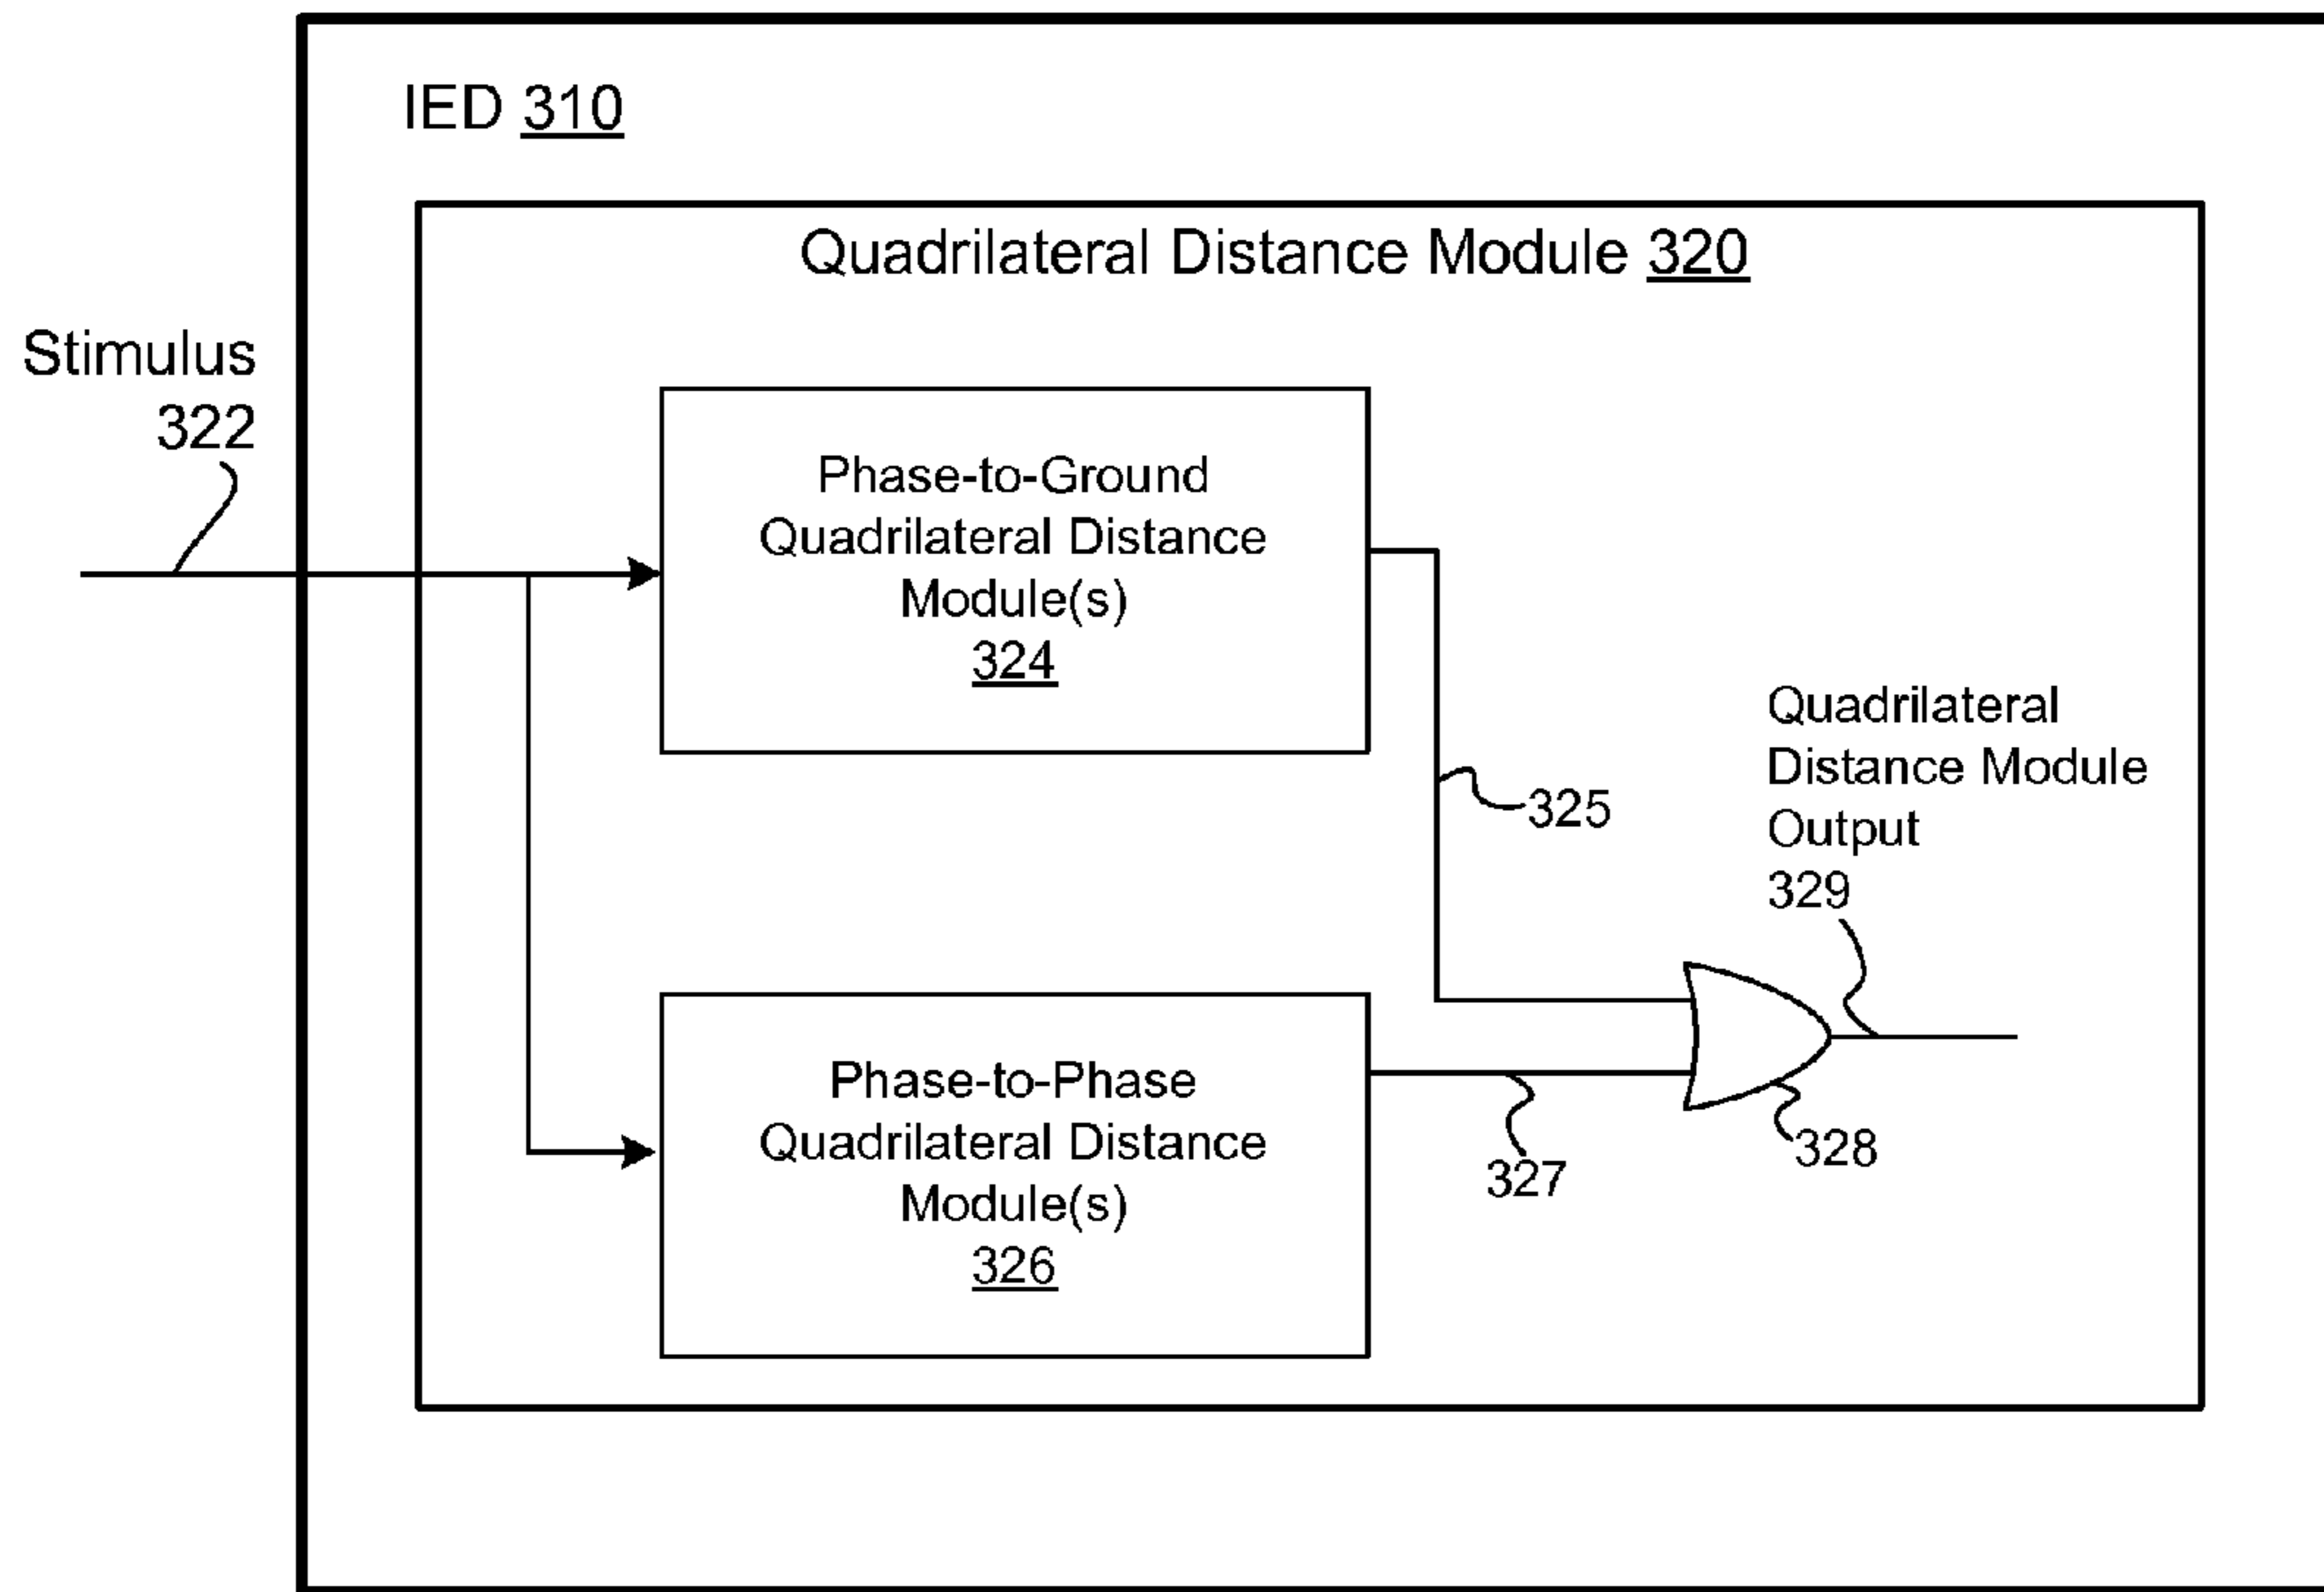 IED 310
Quadrilateral Distance Module 320
Stimulus
322
Phase-to-Ground
Quadrilateral Distance
Module(s)
324
325
Quadrilateral
Distance Module
Output
329
Phase-to-Phase
Quadrilateral Distance
Module(s)
326
327
328